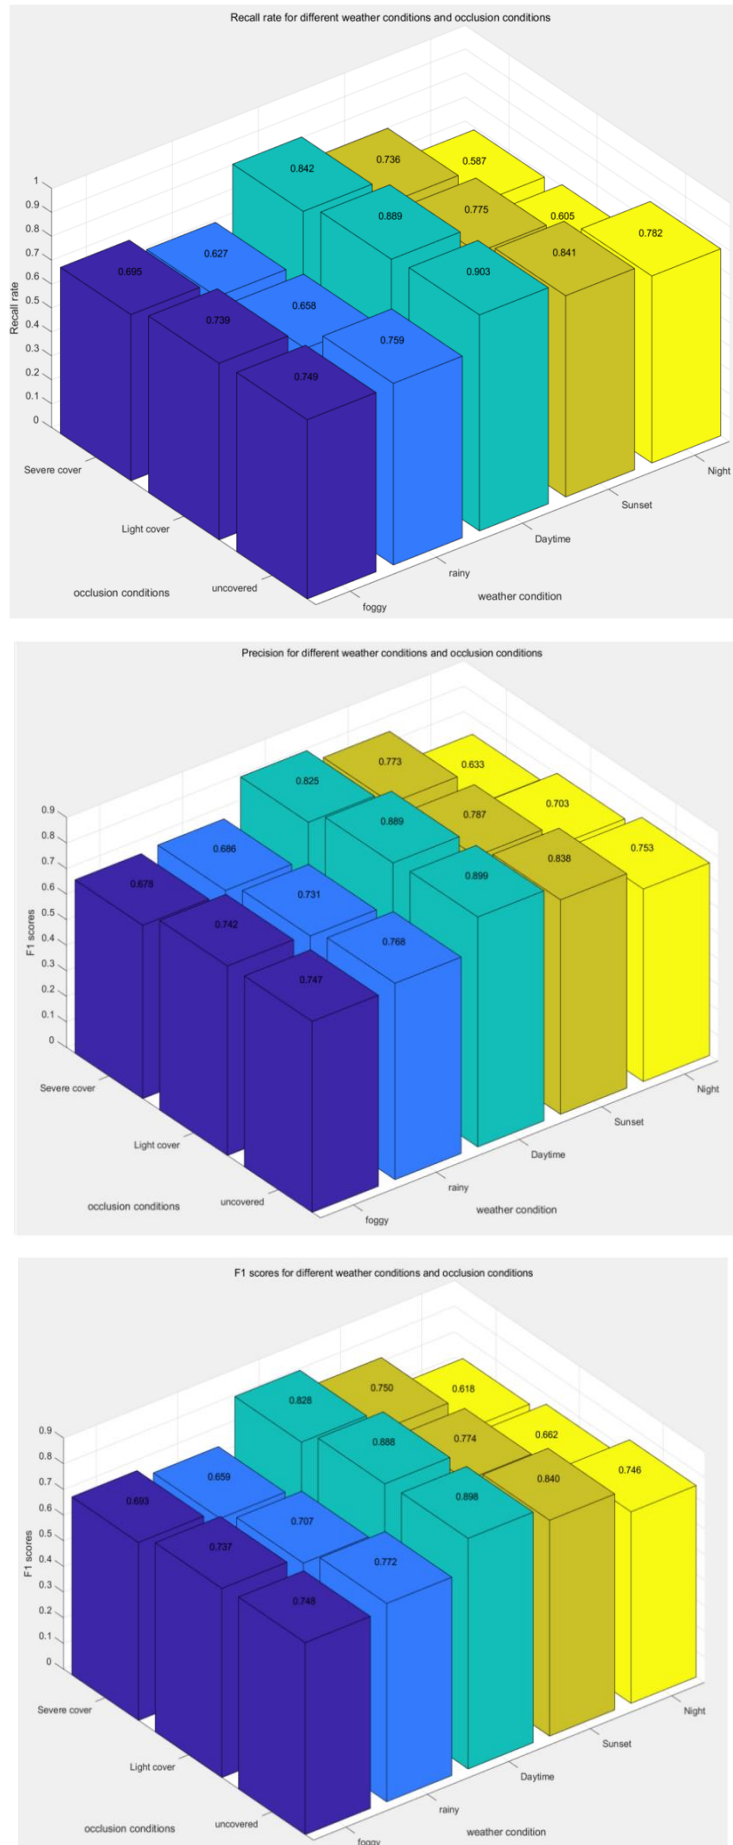 Recall rate for different weather conditions and occlusion conditions
0.587
0.736
0.842
0.605
0.775
0.782
0.889
0.841
0.627
0.695
0.903
0.658
0.739
0.759
0.749
1
0.9
0.8
0.7
0.6
0.5
0.4
0.3
0.2
0.1
0
Recall rate
Severe cover
Light cover
uncovered
occlusion conditions
Night
Sunset
Daytime
rainy
foggy
weather condition
Precision for different weather conditions and occlusion conditions
0.773
0.633
0.825
0.703
0.787
0.753
0.889
0.838
0.686
0.678
0.899
0.731
0.742
0.768
0.747
0.9
0.8
0.7
0.6
0.5
0.4
0.3
0.2
0.1
0
F1 scores
Severe cover
Light cover
uncovered
occlusion conditions
Night
Sunset
Daytime
rainy
foggy
weather condition
F1 scores for different weather conditions and occlusion conditions
0.750
0.618
0.828
0.662
0.774
0.746
0.888
0.840
0.659
0.693
0.898
0.707
0.737
0.772
0.748
0.9
0.8
0.7
0.6
0.5
0.4
0.3
0.2
0.1
0
F1 scores
Severe cover
Light cover
uncovered
occlusion conditions
Night
Sunset
Daytime
rainy
foggy
weather condition